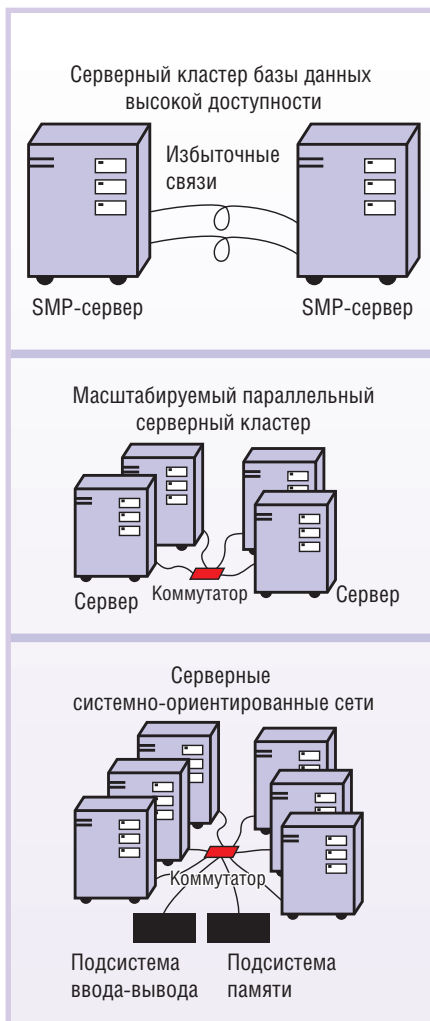 Серверный кластер базы данных
высокой доступности
Избыточные
связи
SMP-сервер
SMP-сервер
Масштабируемый параллельный
серверный кластер
Сервер
Коммутатор
Сервер
Серверные
системно-ориентированные сети
Коммутатор
Подсистема
ввода-вывода
Подсистема
памяти